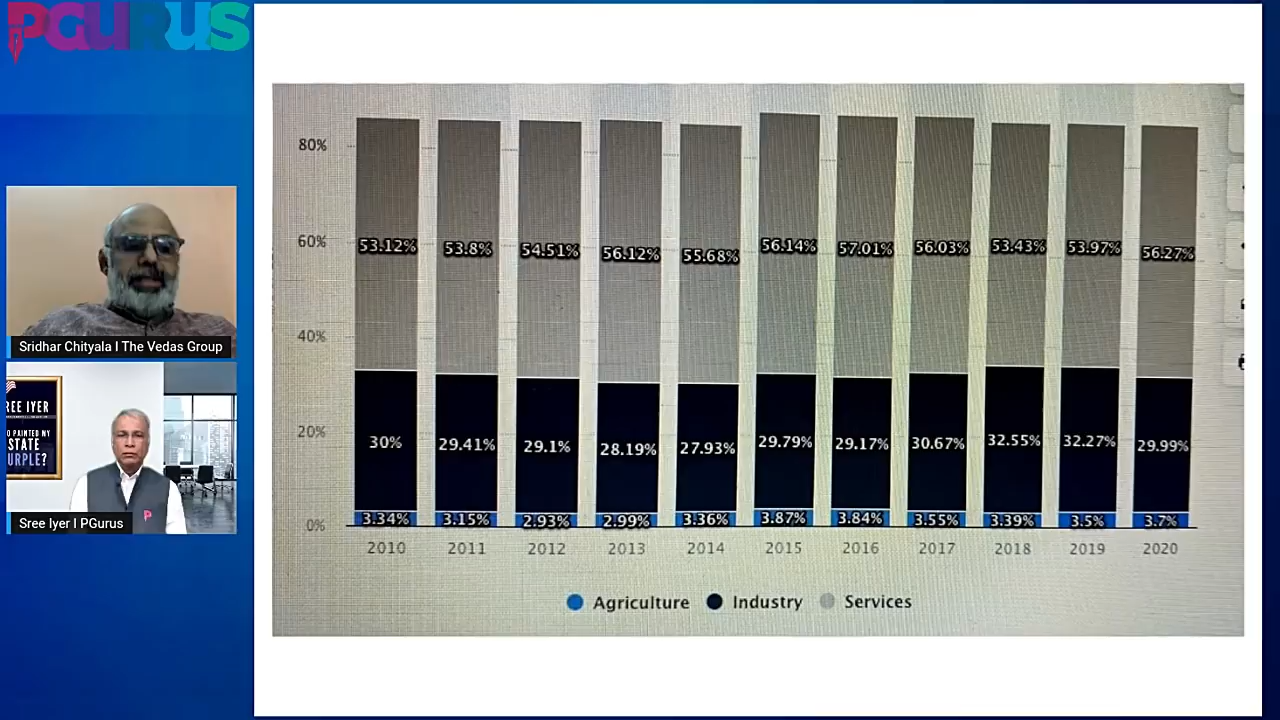 PGURUS
80%
60%
40%
20%
0%
53.12% 53.8% 54.51% 56.12% 55.68% 56.14% 57.01% 56.03% 53.43% 53.97% 56.27%
30% 29.41% 29.1% 28.19% 27.93% 29.79% 29.17% 30.67% 32.55% 32.27% 29.99%
3.34% 3.15% 2.93% 2.99% 3.36% 3.87% 3.84% 3.55% 3.39% 3.5% 3.7%
2010 2011 2012 2013 2014 2015 2016 2017 2018 2019 2020
Agriculture Industry Services
Sridhar Chityala I The Vedas Group
REE IYER
O PAINTED MY
STATE
URPLE?
Sree Iyer I PGurus